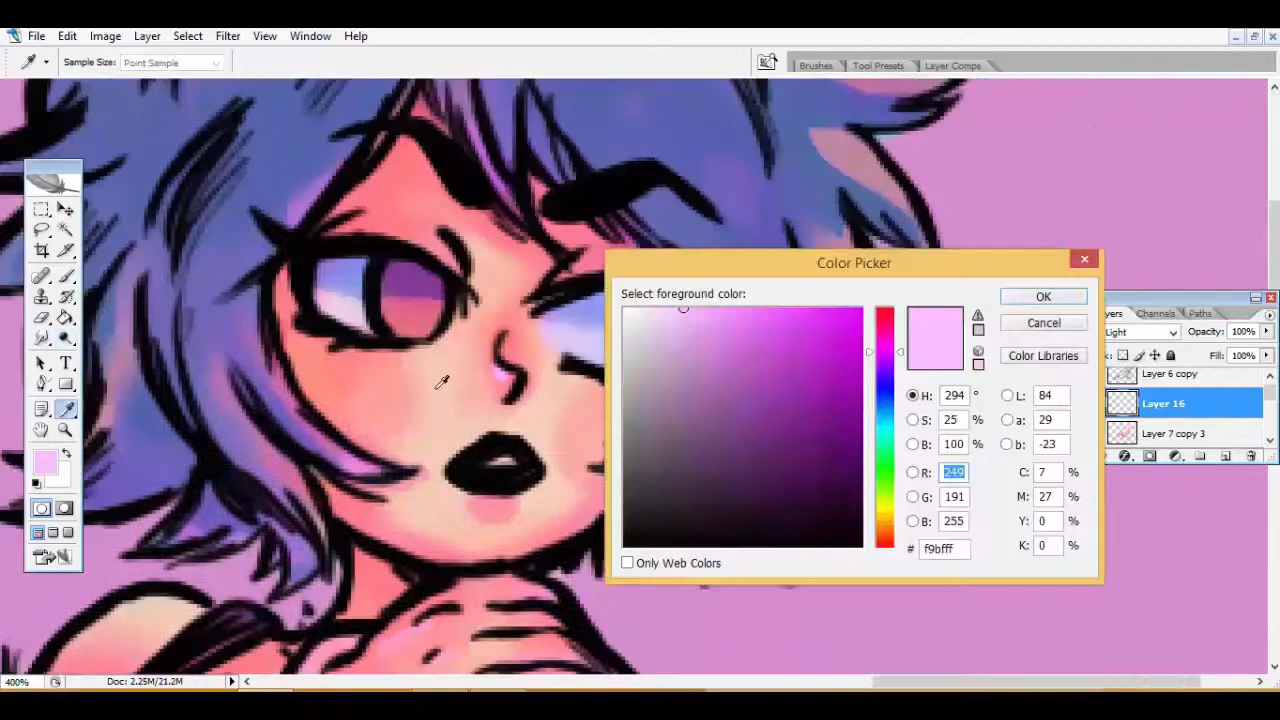 File Edit Image Layer Select Filter View Window Help
Sample Size: Point Sample
Brushes Tool Presets Layer Comps
Color Picker
Select foreground color:
OK
Cancel
Color Libraries
H: 294 °
S: 25 %
B: 100 %
R: 249
G: 191
B: 255
# f9bfff
L: 84
a: 29
b: -23
C: 7 %
M: 27 %
Y: 0 %
K: 0 %
Only Web Colors
yers Channels Paths
Light Opacity: 100%
k: Fill: 100%
Layer 6 copy
Layer 16
Layer 7 copy 3
400% Doc: 2.25M/21.2M